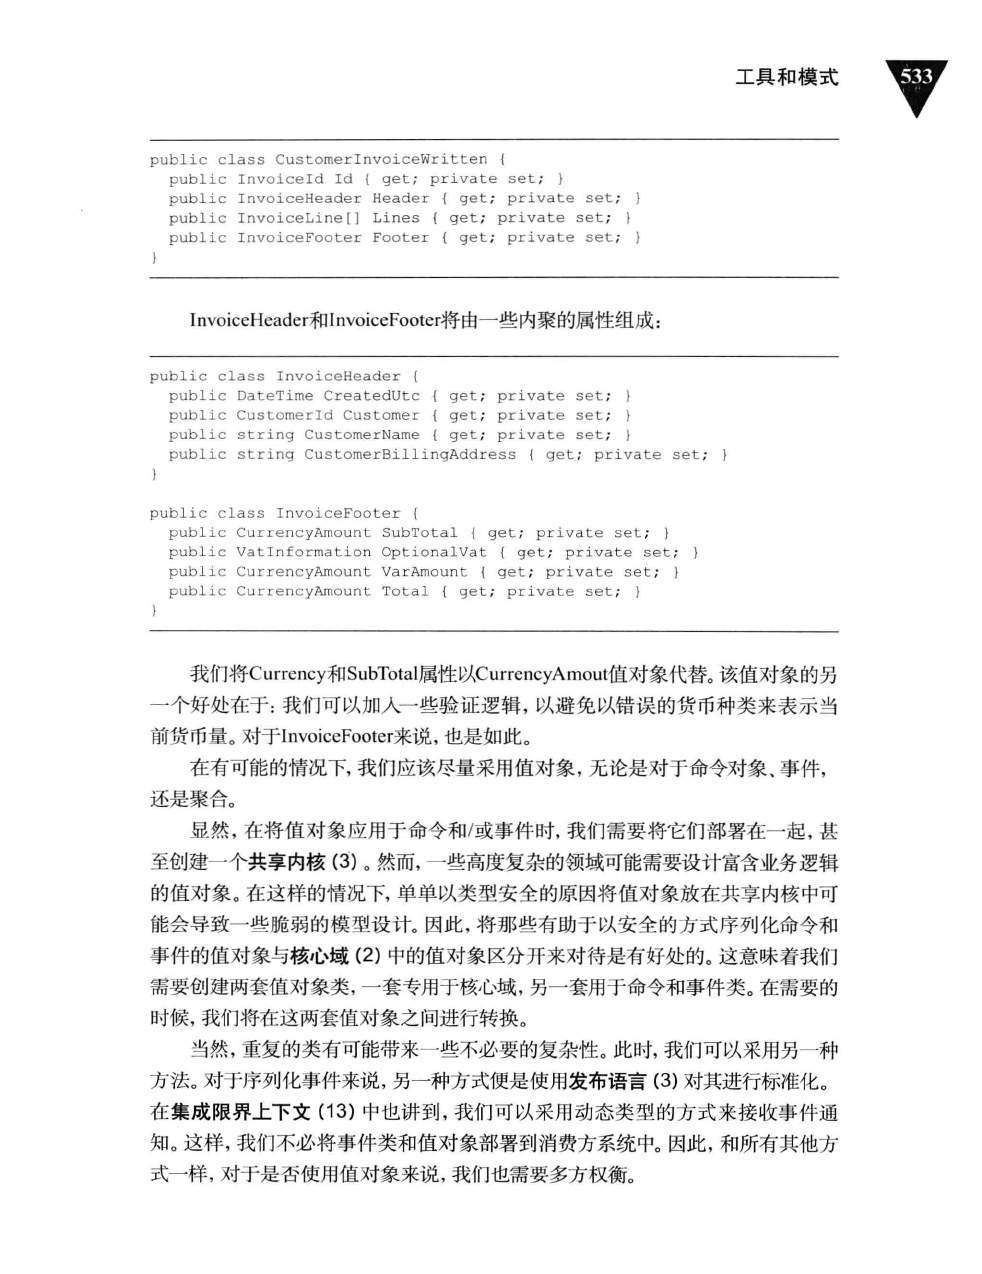 工具和模式
533
public class CustomerInvoiceWritten {
  public InvoiceId Id { get; private set; }
  public InvoiceHeader Header { get; private set; }
  public InvoiceLine[] Lines { get; private set; }
  public InvoiceFooter Footer { get; private set; }
}
InvoiceHeader和InvoiceFooter将由一些内聚的属性组成：
public class InvoiceHeader {
  public DateTime CreatedUtc { get; private set; }
  public CustomerId Customer { get; private set; }
  public string CustomerName { get; private set; }
  public string CustomerBillingAddress { get; private set; }
}
public class InvoiceFooter {
  public CurrencyAmount SubTotal { get; private set; }
  public VatInformation OptionalVat { get; private set; }
  public CurrencyAmount VarAmount { get; private set; }
  public CurrencyAmount Total { get; private set; }
}
我们将Currency和SubTotal属性以CurrencyAmout值对象代替。该值对象的另
一个好处在于：我们可以加入一些验证逻辑，以避免以错误的货币种类来表示当
前货币量。对于InvoiceFooter来说，也是如此。
在有可能的情况下，我们应该尽量采用值对象，无论是对于命令对象、事件，
还是聚合。
显然，在将值对象应用于命令和/或事件时，我们需要将它们部署在一起，甚
至创建一个共享内核（3）。然而，一些高度复杂的领域可能需要设计富含业务逻辑
的值对象。在这样的情况下，单单以类型安全的原因将值对象放在共享内核中可
能会导致一些脆弱的模型设计。因此，将那些有助于以安全的方式序列化命令和
事件的值对象与核心域（2）中的值对象区分开来对待是有好处的。这意味着我们
需要创建两套值对象类，一套专用于核心域，另一套用于命令和事件类。在需要的
时候，我们将在这两套值对象之间进行转换。
当然，重复的类有可能带来一些不必要的复杂性。此时，我们可以采用另一种
方法。对于序列化事件来说，另一种方式便是使用发布语言（3）对其进行标准化。
在集成限界上下文（13）中也讲到，我们可以采用动态类型的方式来接收事件通
知。这样，我们不必将事件类和值对象部署到消费方系统中。因此，和所有其他方
式一样，对于是否使用值对象来说，我们也需要多方权衡。